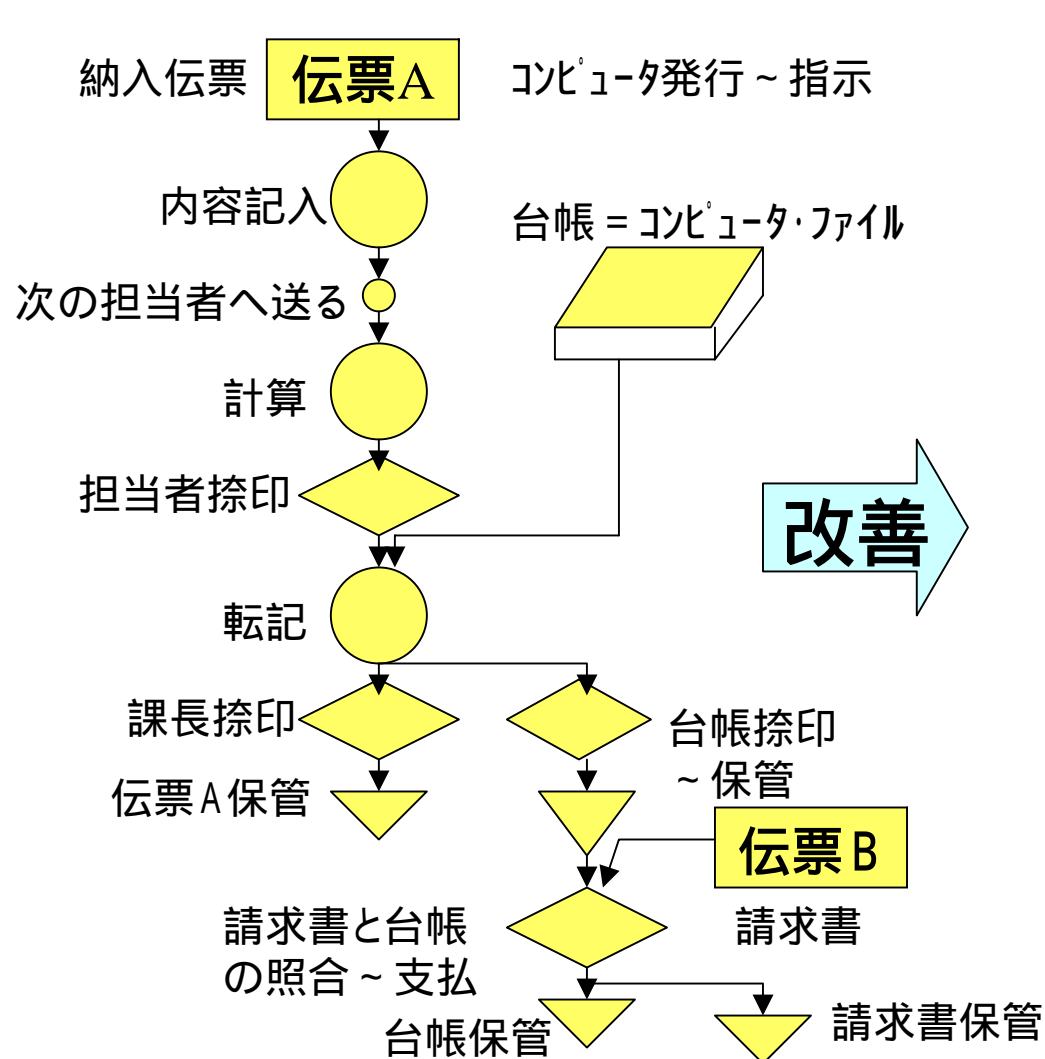 納入伝票 伝票A コンピュータ発行~指示
内容記入
台帳=コンピュータ・ファイル
次の担当者へ送る
計算
担当者捺印
改善
転記
課長捺印
台帳捺印
~保管
伝票A保管
伝票B
請求書と台帳
の照合~支払
請求書
台帳保管
請求書保管